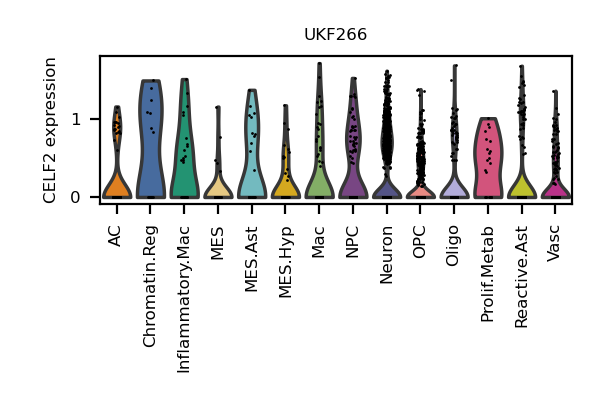 UKF266
CELF2 expression
1
0
AC
Chromatin.Reg
Inflammatory.Mac
MES
MES.Ast
MES.Hyp
Mac
NPC
Neuron
OPC
Oligo
Prolif.Metab
Reactive.Ast
Vasc